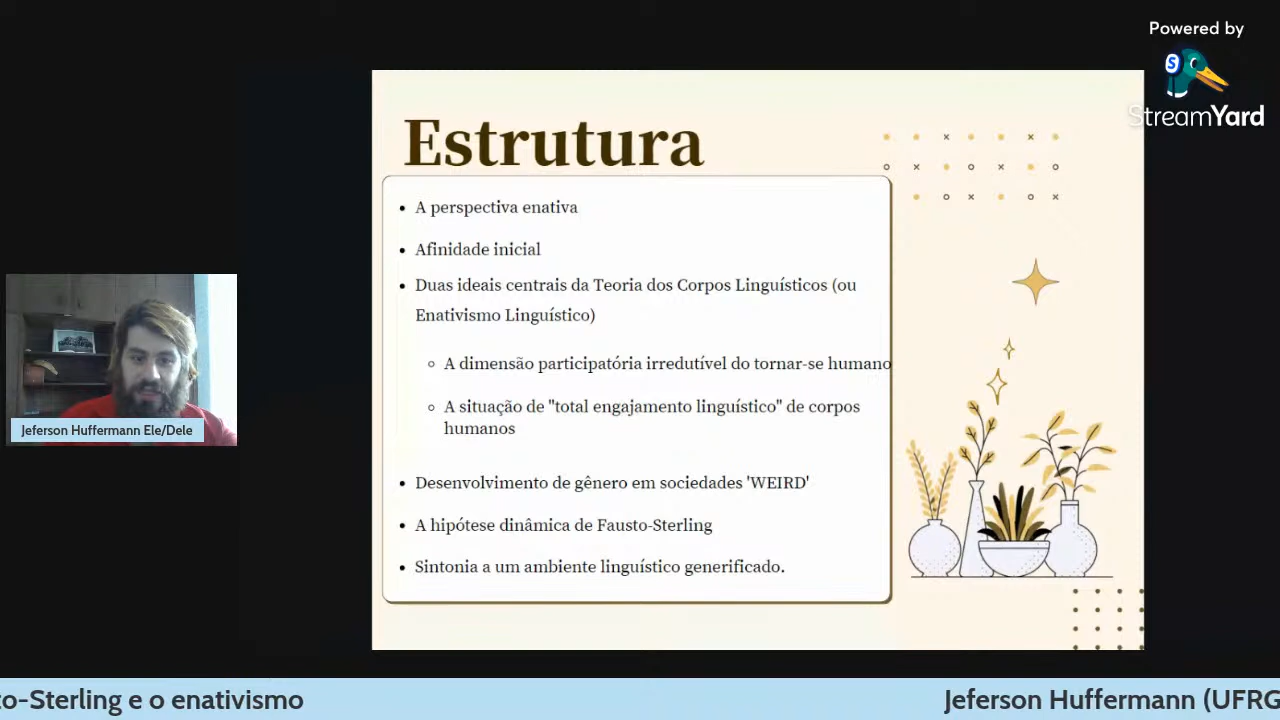 Powered by
StreamYard
Estrutura
• A perspectiva enativa
• Afinidade inicial
• Duas ideais centrais da Teoria dos Corpos Linguísticos (ou
Enativismo Linguístico)
◦ A dimensão participatória irredutível do tornar-se humano
◦ A situação de "total engajamento linguístico" de corpos
humanos
• Desenvolvimento de gênero em sociedades 'WEIRD'
• A hipótese dinâmica de Fausto-Sterling
• Sintonia a um ambiente linguístico generificado.
Jeferson Huffermann Ele/Dele
to-Sterling e o enativismo
Jeferson Huffermann (UFRG